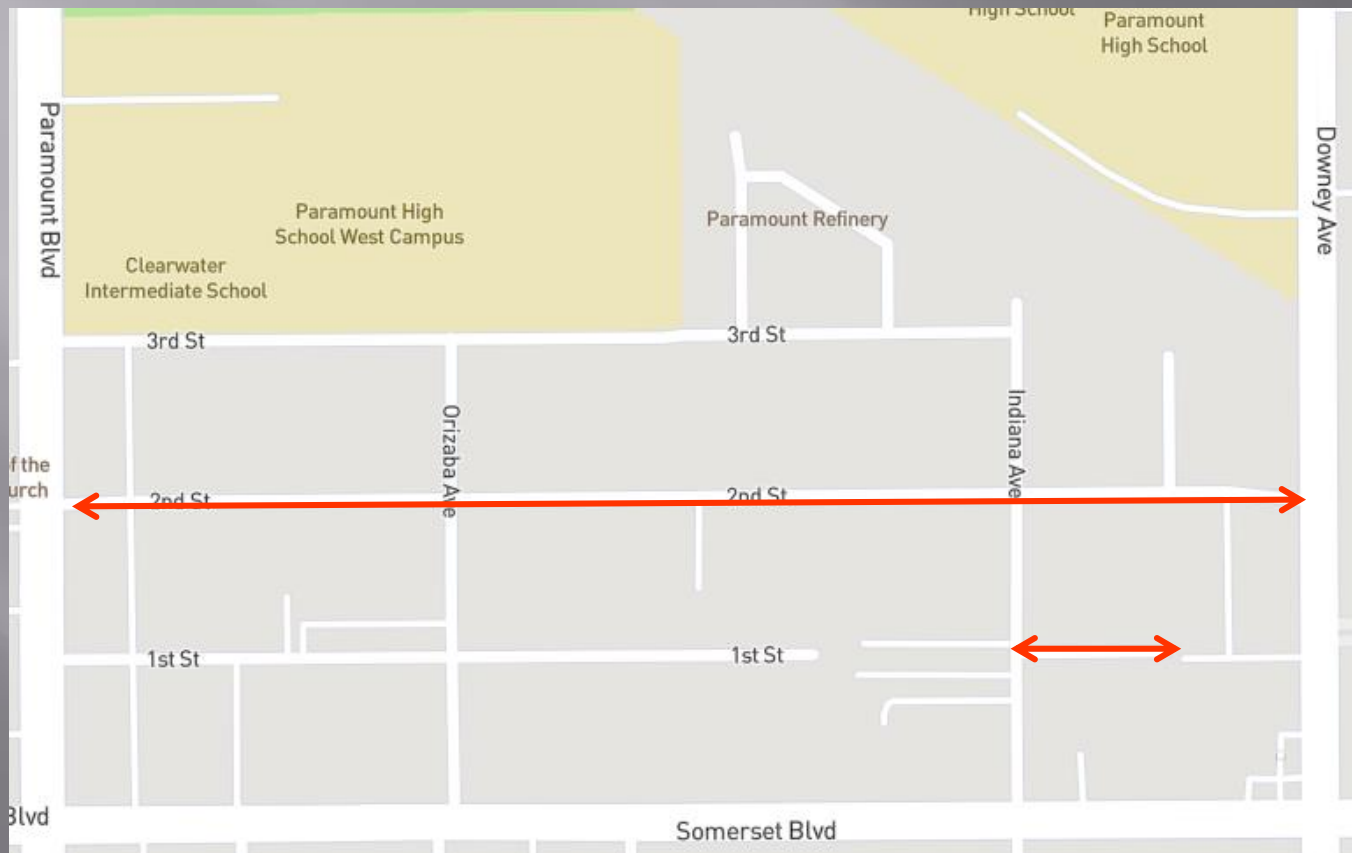 High School
Paramount
High School
Paramount Blvd
Downey Ave
Paramount High
School West Campus
Paramount Refinery
Clearwater
Intermediate School
3rd St
3rd St
Orizaba Ave
Indiana Ave
of the
urch
2nd St
2nd St
1st St
1st St
Blvd
Somerset Blvd